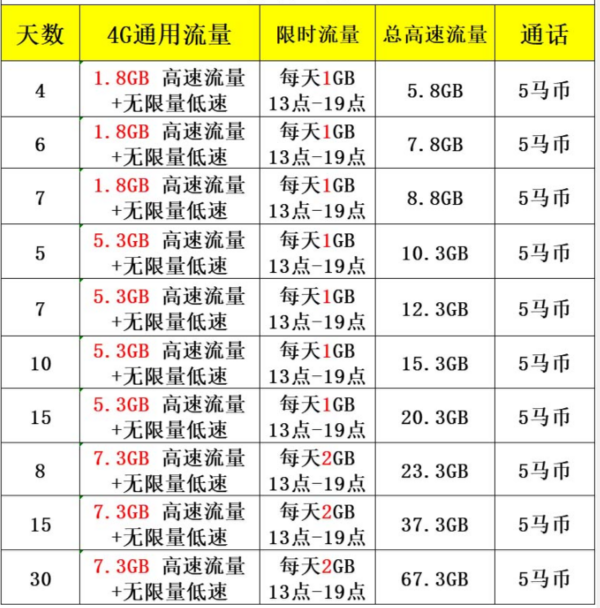 天数 4G通用流量 限时流量 总高速流量 通话
4 1.8GB 高速流量+无限量低速 每天1GB 13点-19点 5.8GB 5马币
6 1.8GB 高速流量+无限量低速 每天1GB 13点-19点 7.8GB 5马币
7 1.8GB 高速流量+无限量低速 每天1GB 13点-19点 8.8GB 5马币
5 5.3GB 高速流量+无限量低速 每天1GB 13点-19点 10.3GB 5马币
7 5.3GB 高速流量+无限量低速 每天1GB 13点-19点 12.3GB 5马币
10 5.3GB 高速流量+无限量低速 每天1GB 13点-19点 15.3GB 5马币
15 5.3GB 高速流量+无限量低速 每天1GB 13点-19点 20.3GB 5马币
8 7.3GB 高速流量+无限量低速 每天2GB 13点-19点 23.3GB 5马币
15 7.3GB 高速流量+无限量低速 每天2GB 13点-19点 37.3GB 5马币
30 7.3GB 高速流量+无限量低速 每天2GB 13点-19点 67.3GB 5马币